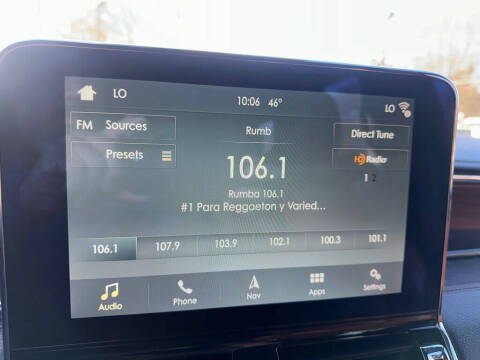 LO
10:06 46°
LO
FM Sources
Rumb
Direct Tune
Presets
106.1
HD Radio
1 2
Rumba 106.1
#1 Para Reggaeton y Varied...
106.1 107.9 103.9 102.1 100.3 101.1
Audio Phone Nav Apps Settings